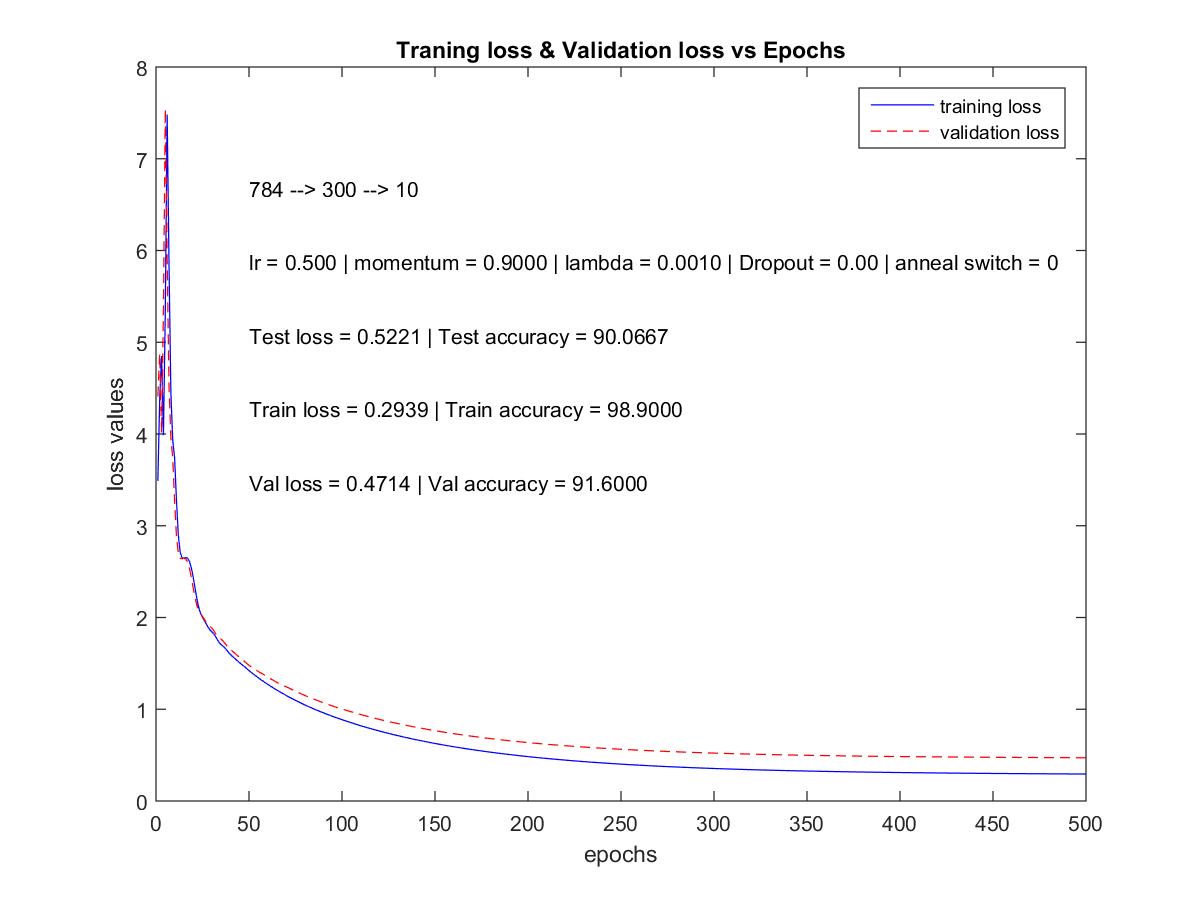 Traning loss & Validation loss vs Epochs
8
training loss
validation loss
7
784 --> 300 --> 10
6
lr = 0.500 | momentum = 0.9000 | lambda = 0.0010 | Dropout = 0.00 | anneal switch = 0
5
Test loss = 0.5221 | Test accuracy = 90.0667
Train loss = 0.2939 | Train accuracy = 98.9000
4
Val loss = 0.4714 | Val accuracy = 91.6000
3
2
1
0
loss values
0 50 100 150 200 250 300 350 400 450 500
epochs